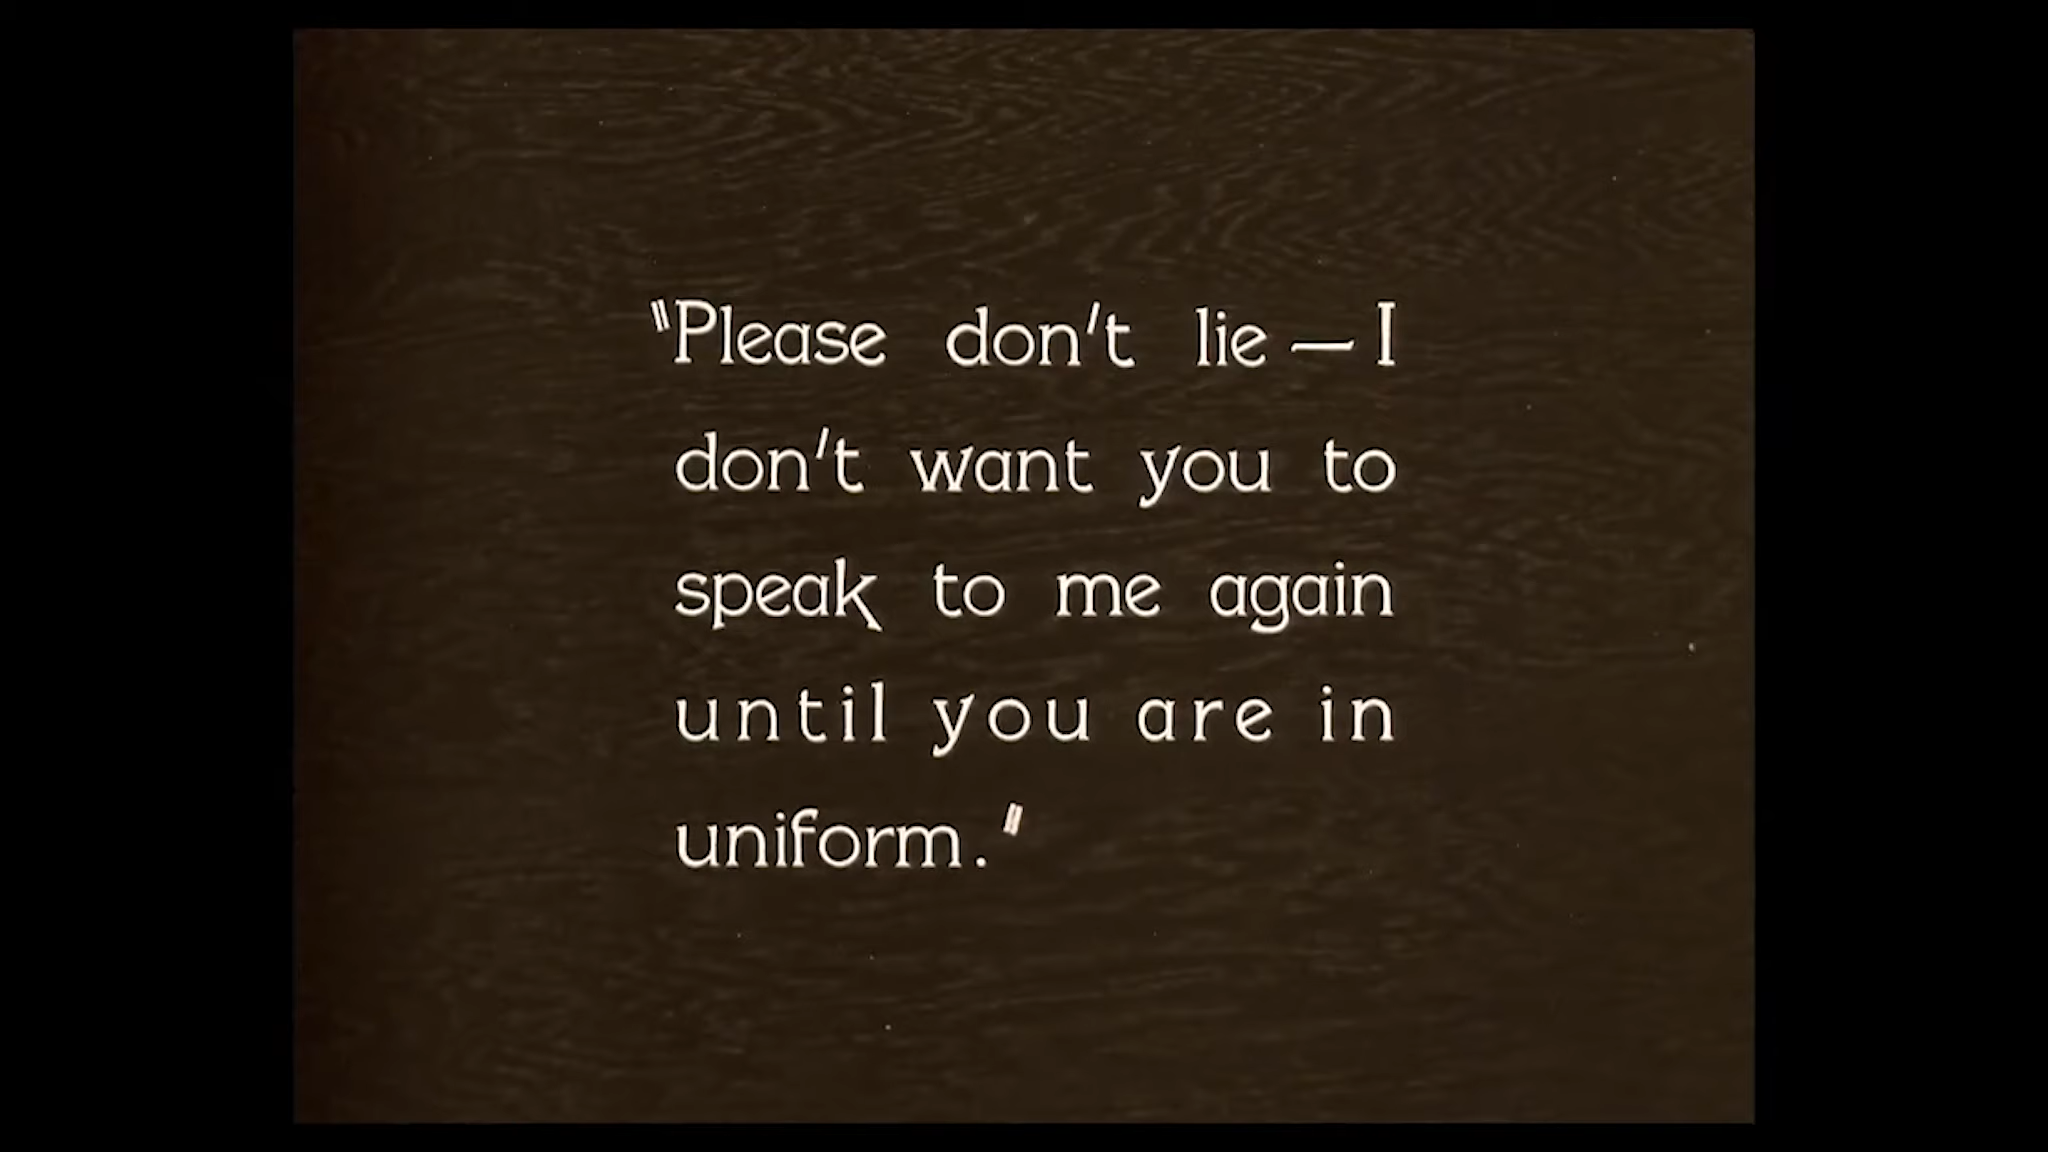 "Please don't lie — I
don't want you to
speak to me again
until you are in
uniform."